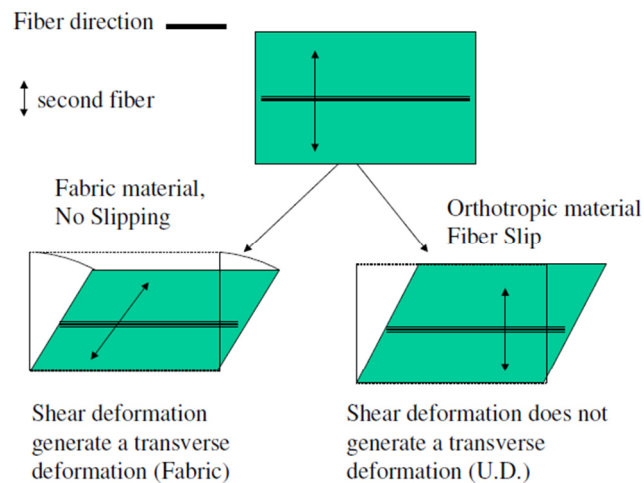 Fiber direction
second fiber
Fabric material,
No Slipping
Orthotropic material
Fiber Slip
Shear deformation
generate a transverse
deformation (Fabric)
Shear deformation does not
generate a transverse
deformation (U.D.)